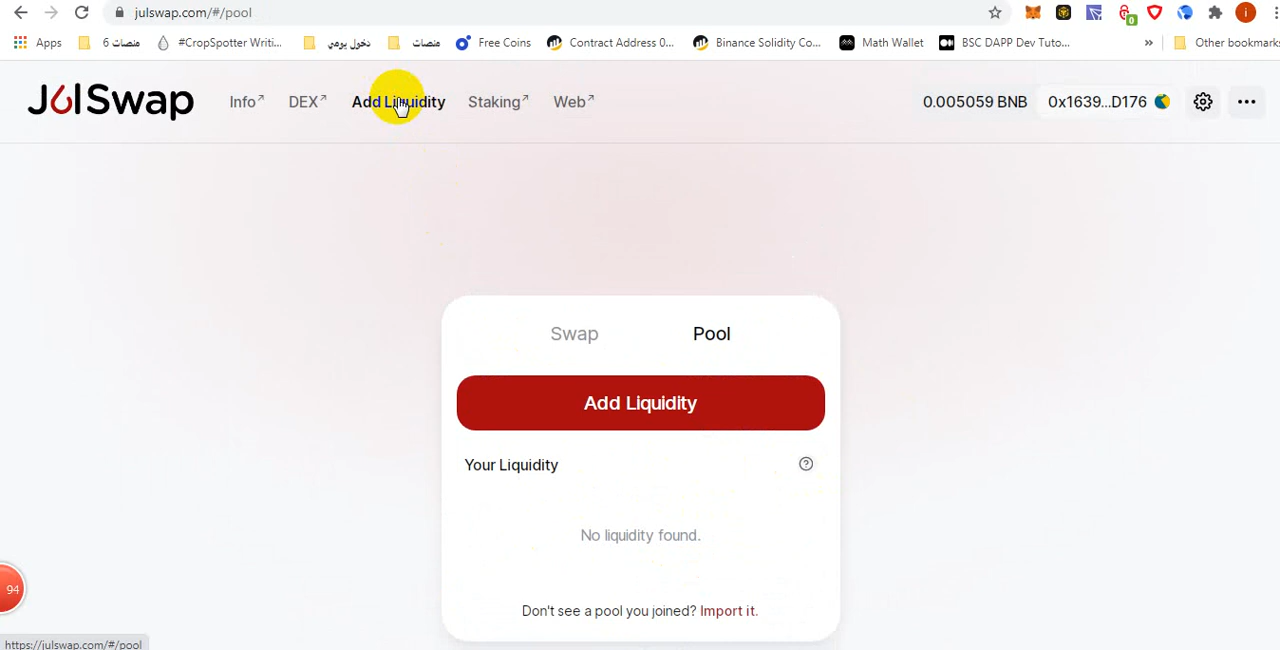 julswap.com/#/pool
Apps
منصات 6
#CropSpotter Writi...
دخول يومي
منصات
Free Coins
Contract Address 0...
Binance Solidity Co...
Math Wallet
BSC DAPP Dev Tuto...
»
Other bookmarks
JulSwap
Info↗
DEX↗
Add Liquidity
Staking↗
Web↗
0.005059 BNB
0x1639...D176
Swap
Pool
Add Liquidity
Your Liquidity
No liquidity found.
Don't see a pool you joined? Import it.
94
https://julswap.com/#/pool